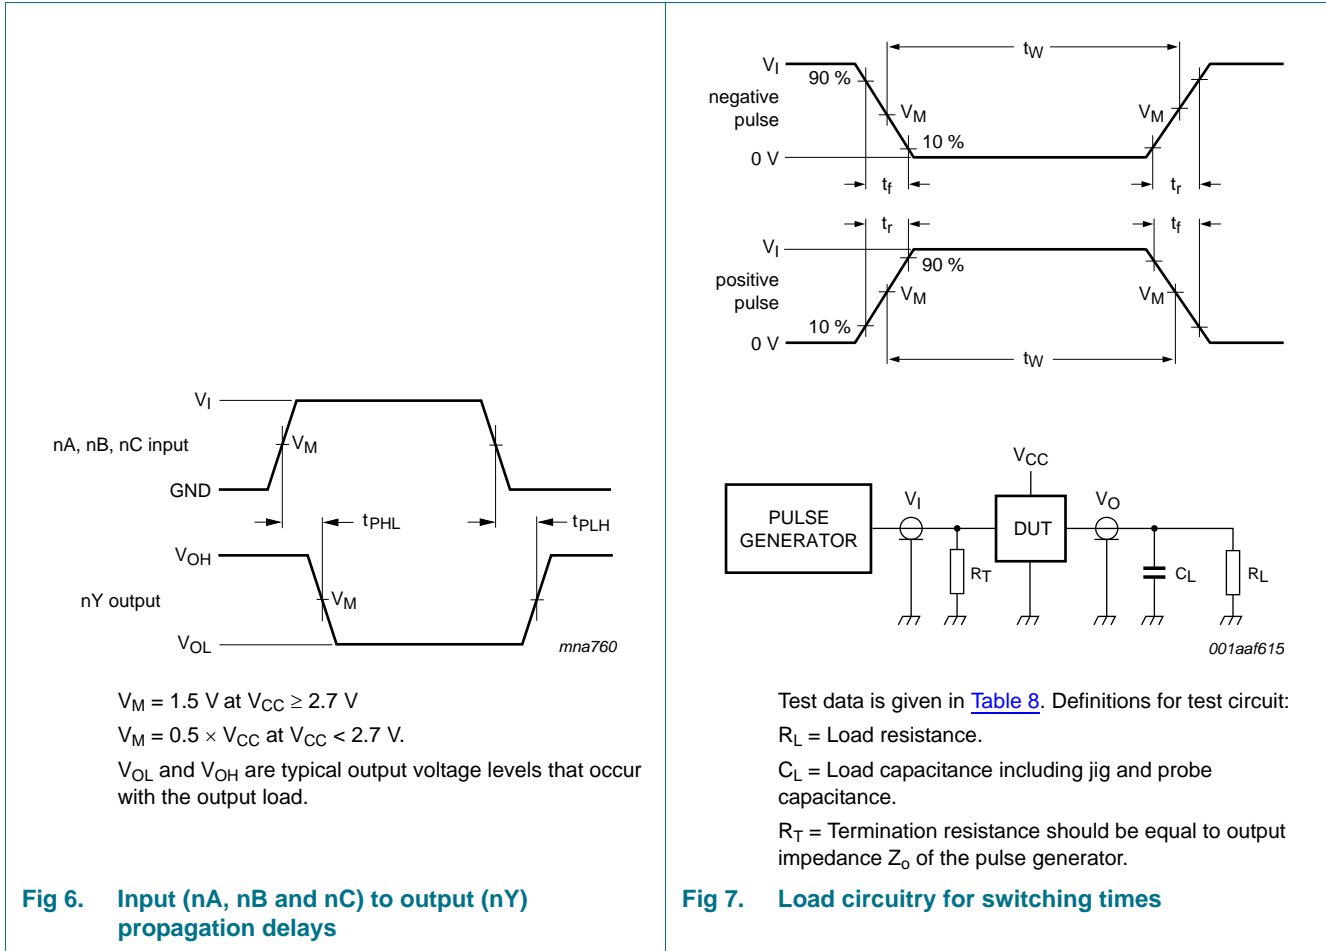 VI
nA, nB, nC input
VM
GND
tPHL
tPLH
VOH
nY output
VM
VOL
mna760
VM = 1.5 V at VCC ≥ 2.7 V
VM = 0.5 × VCC at VCC < 2.7 V.
VOL and VOH are typical output voltage levels that occur
with the output load.
Fig 6. Input (nA, nB and nC) to output (nY)
propagation delays
tW
VI
90 %
negative
pulse
VM
VM
10 %
0 V
tf
tr
tr
tf
VI
90 %
positive
pulse
VM
VM
10 %
0 V
tW
VCC
PULSE
GENERATOR
VI
DUT
VO
RT
CL
RL
001aaf615
Test data is given in Table 8. Definitions for test circuit:
RL = Load resistance.
CL = Load capacitance including jig and probe
capacitance.
RT = Termination resistance should be equal to output
impedance Zo of the pulse generator.
Fig 7. Load circuitry for switching times